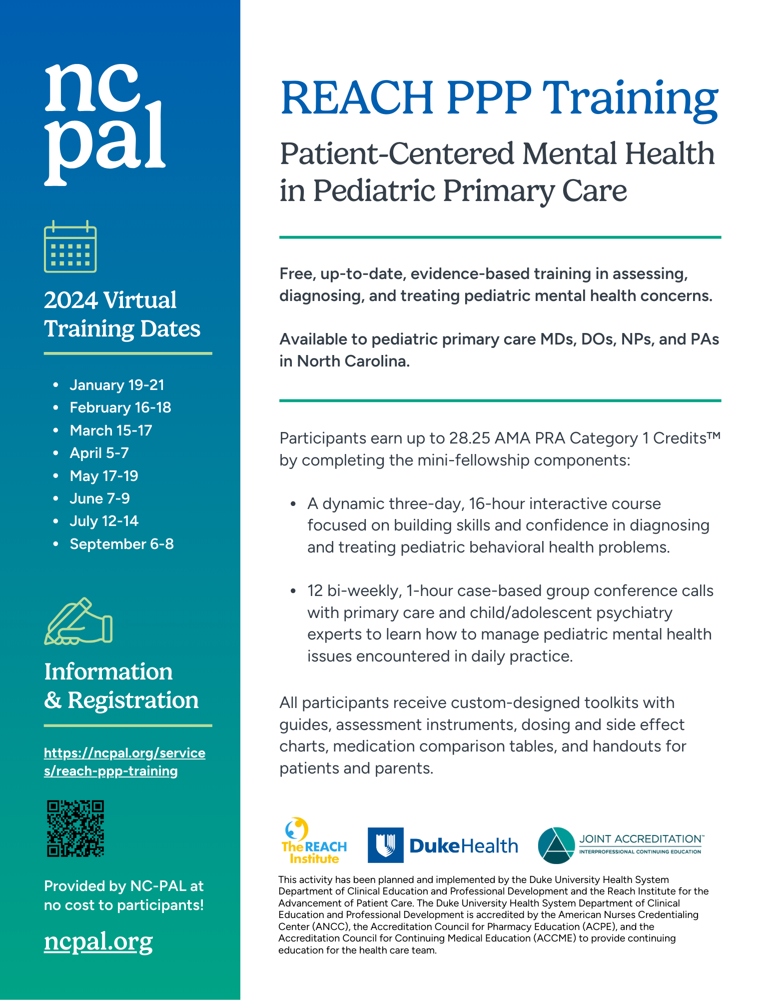 nc
pal
2024 Virtual
Training Dates
• January 19-21
• February 16-18
• March 15-17
• April 5-7
• May 17-19
• June 7-9
• July 12-14
• September 6-8
Information
& Registration
https://ncpal.org/service
s/reach-ppp-training
Provided by NC-PAL at
no cost to participants!
ncpal.org
REACH PPP Training
Patient-Centered Mental Health
in Pediatric Primary Care
Free, up-to-date, evidence-based training in assessing,
diagnosing, and treating pediatric mental health concerns.
Available to pediatric primary care MDs, DOs, NPs, and PAs
in North Carolina.
Participants earn up to 28.25 AMA PRA Category 1 Credits™
by completing the mini-fellowship components:
• A dynamic three-day, 16-hour interactive course
focused on building skills and confidence in diagnosing
and treating pediatric behavioral health problems.
• 12 bi-weekly, 1-hour case-based group conference calls
with primary care and child/adolescent psychiatry
experts to learn how to manage pediatric mental health
issues encountered in daily practice.
All participants receive custom-designed toolkits with
guides, assessment instruments, dosing and side effect
charts, medication comparison tables, and handouts for
patients and parents.
The REACH
Institute
DukeHealth
JOINT ACCREDITATION™
INTERPROFESSIONAL CONTINUING EDUCATION
This activity has been planned and implemented by the Duke University Health System
Department of Clinical Education and Professional Development and the Reach Institute for the
Advancement of Patient Care. The Duke University Health System Department of Clinical
Education and Professional Development is accredited by the American Nurses Credentialing
Center (ANCC), the Accreditation Council for Pharmacy Education (ACPE), and the
Accreditation Council for Continuing Medical Education (ACCME) to provide continuing
education for the health care team.